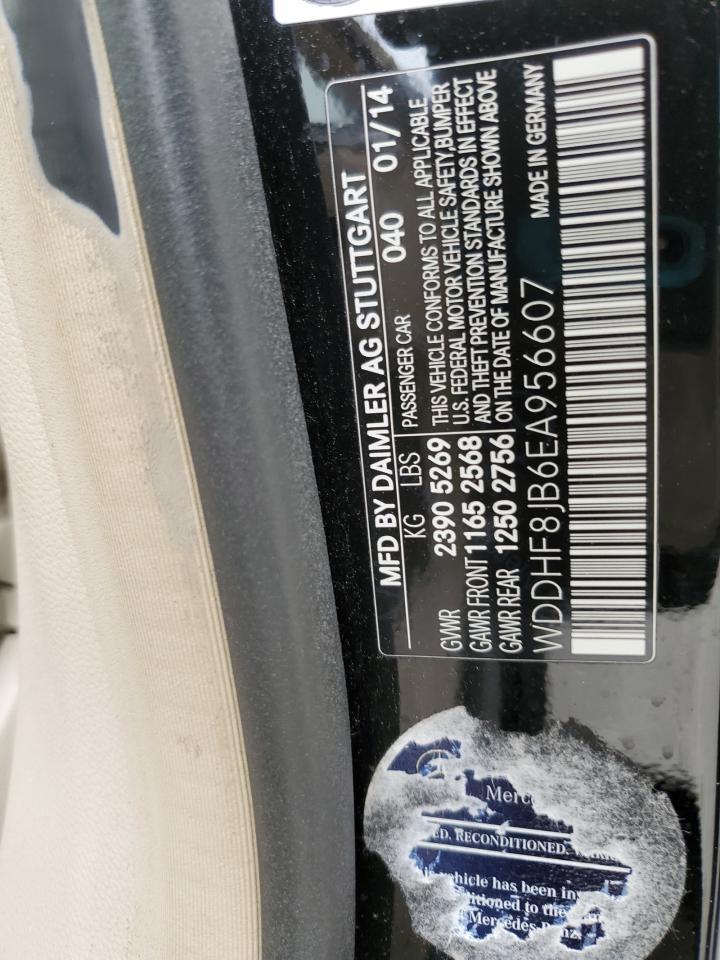 MFD BY DAIMLER AG STUTTGART
040 01/14
KG LBS PASSENGER CAR
GVWR 2390 5269
GAWR FRONT 1165 2568
GAWR REAR 1250 2756
THIS VEHICLE CONFORMS TO ALL APPLICABLE
U.S. FEDERAL MOTOR VEHICLE SAFETY,BUMPER
AND THEFT PREVENTION STANDARDS IN EFFECT
ON THE DATE OF MANUFACTURE SHOWN ABOVE
WDDHF8JB6EA956607 MADE IN GERMANY
Merc
ED. RECONDITIONED.
hicle has been in
itioned to the
Mercedes-Benz.